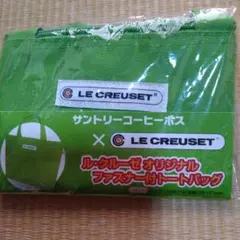 LE CREUSET
サントリーコーヒーボス
× LE CREUSET
ル・クルーゼ オリジナル
ファスナー付トートバッグ